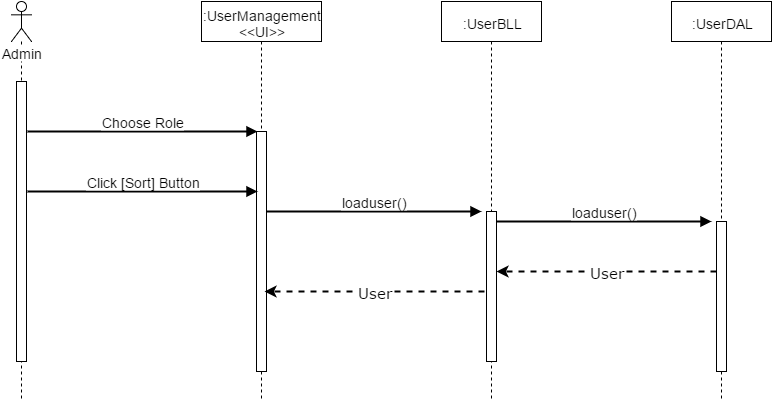 :UserManagement
<<UI>>
:UserBLL
:UserDAL
Admin
Choose Role
Click [Sort] Button
loaduser()
loaduser()
User
User